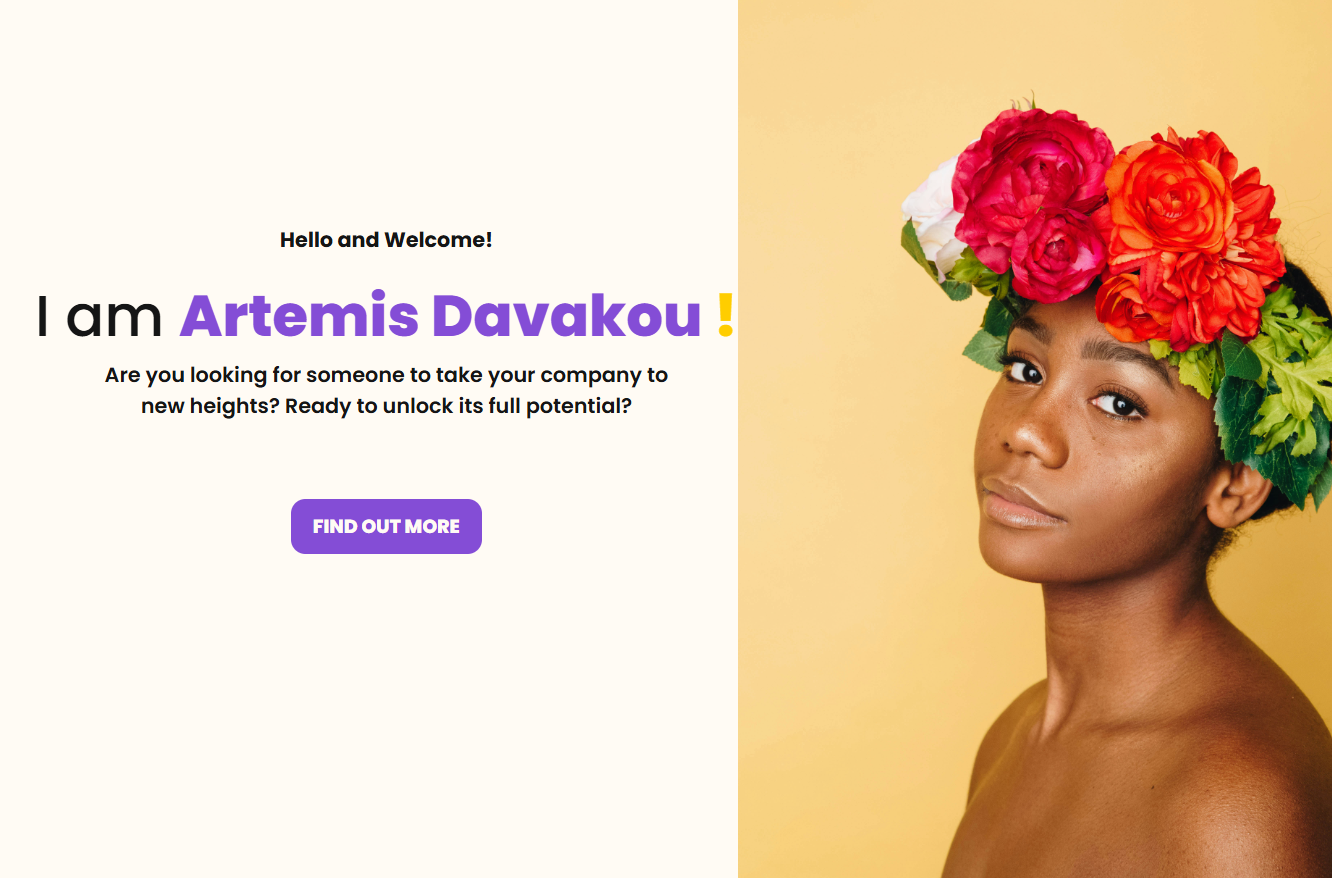 Hello and Welcome!
I am Artemis Davakou !
Are you looking for someone to take your company to
new heights? Ready to unlock its full potential?
FIND OUT MORE